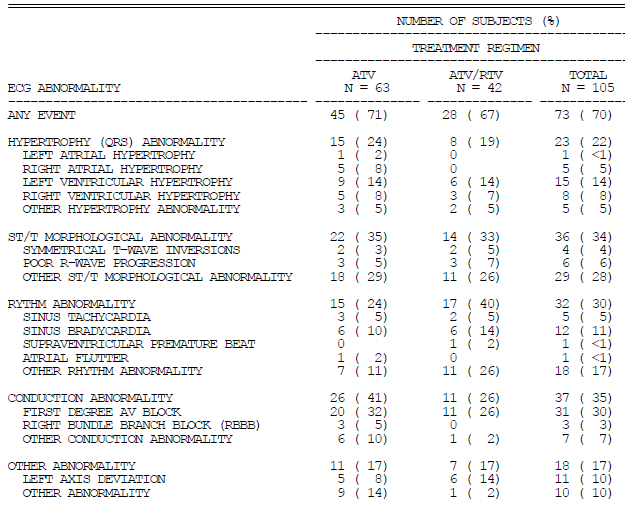 NUMBER OF SUBJECTS (%)
TREATMENT REGIMEN
ATV ATV/RTV TOTAL
ECG ABNORMALITY N = 63 N = 42 N = 105
ANY EVENT 45 ( 71) 28 ( 67) 73 ( 70)
HYPERTROPHY (QRS) ABNORMALITY 15 ( 24) 8 ( 19) 23 ( 22)
LEFT ATRIAL HYPERTROPHY 1 ( 2) 0 1 ( <1)
RIGHT ATRIAL HYPERTROPHY 5 ( 8) 0 5 ( 5)
LEFT VENTRICULAR HYPERTROPHY 9 ( 14) 6 ( 14) 15 ( 14)
RIGHT VENTRICULAR HYPERTROPHY 5 ( 8) 3 ( 7) 8 ( 8)
OTHER HYPERTROPHY ABNORMALITY 3 ( 5) 2 ( 5) 5 ( 5)
ST/T MORPHOLOGICAL ABNORMALITY 22 ( 35) 14 ( 33) 36 ( 34)
SYMMETRICAL T-WAVE INVERSIONS 2 ( 3) 2 ( 5) 4 ( 4)
POOR R-WAVE PROGRESSION 3 ( 5) 3 ( 7) 6 ( 6)
OTHER ST/T MORPHOLOGICAL ABNORMALITY 18 ( 29) 11 ( 26) 29 ( 28)
RYTHM ABNORMALITY 15 ( 24) 17 ( 40) 32 ( 30)
SINUS TACHYCARDIA 3 ( 5) 2 ( 5) 5 ( 5)
SINUS BRADYCARDIA 6 ( 10) 6 ( 14) 12 ( 11)
SUPRAVENTRICULAR PREMATURE BEAT 0 1 ( 2) 1 ( <1)
ATRIAL FLUTTER 1 ( 2) 0 1 ( <1)
OTHER RHYTHM ABNORMALITY 7 ( 11) 11 ( 26) 18 ( 17)
CONDUCTION ABNORMALITY 26 ( 41) 11 ( 26) 37 ( 35)
FIRST DEGREE AV BLOCK 20 ( 32) 11 ( 26) 31 ( 30)
RIGHT BUNDLE BRANCH BLOCK (RBBB) 3 ( 5) 0 3 ( 3)
OTHER CONDUCTION ABNORMALITY 6 ( 10) 1 ( 2) 7 ( 7)
OTHER ABNORMALITY 11 ( 17) 7 ( 17) 18 ( 17)
LEFT AXIS DEVIATION 5 ( 8) 6 ( 14) 11 ( 10)
OTHER ABNORMALITY 9 ( 14) 1 ( 2) 10 ( 10)